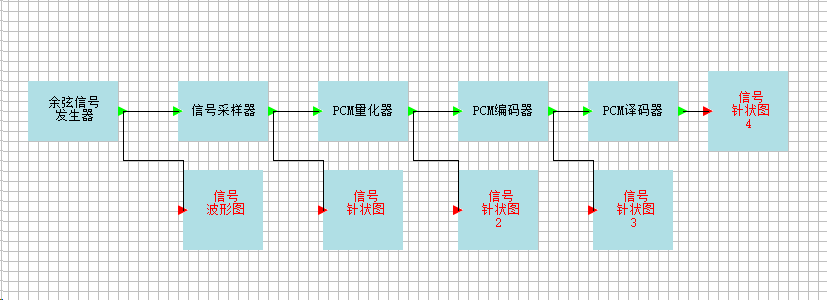 余弦信号
发生器
信号采样器
PCM量化器
PCM编码器
PCM译码器
信号
针状图
4
信号
波形图
信号
针状图
信号
针状图
2
信号
针状图
3